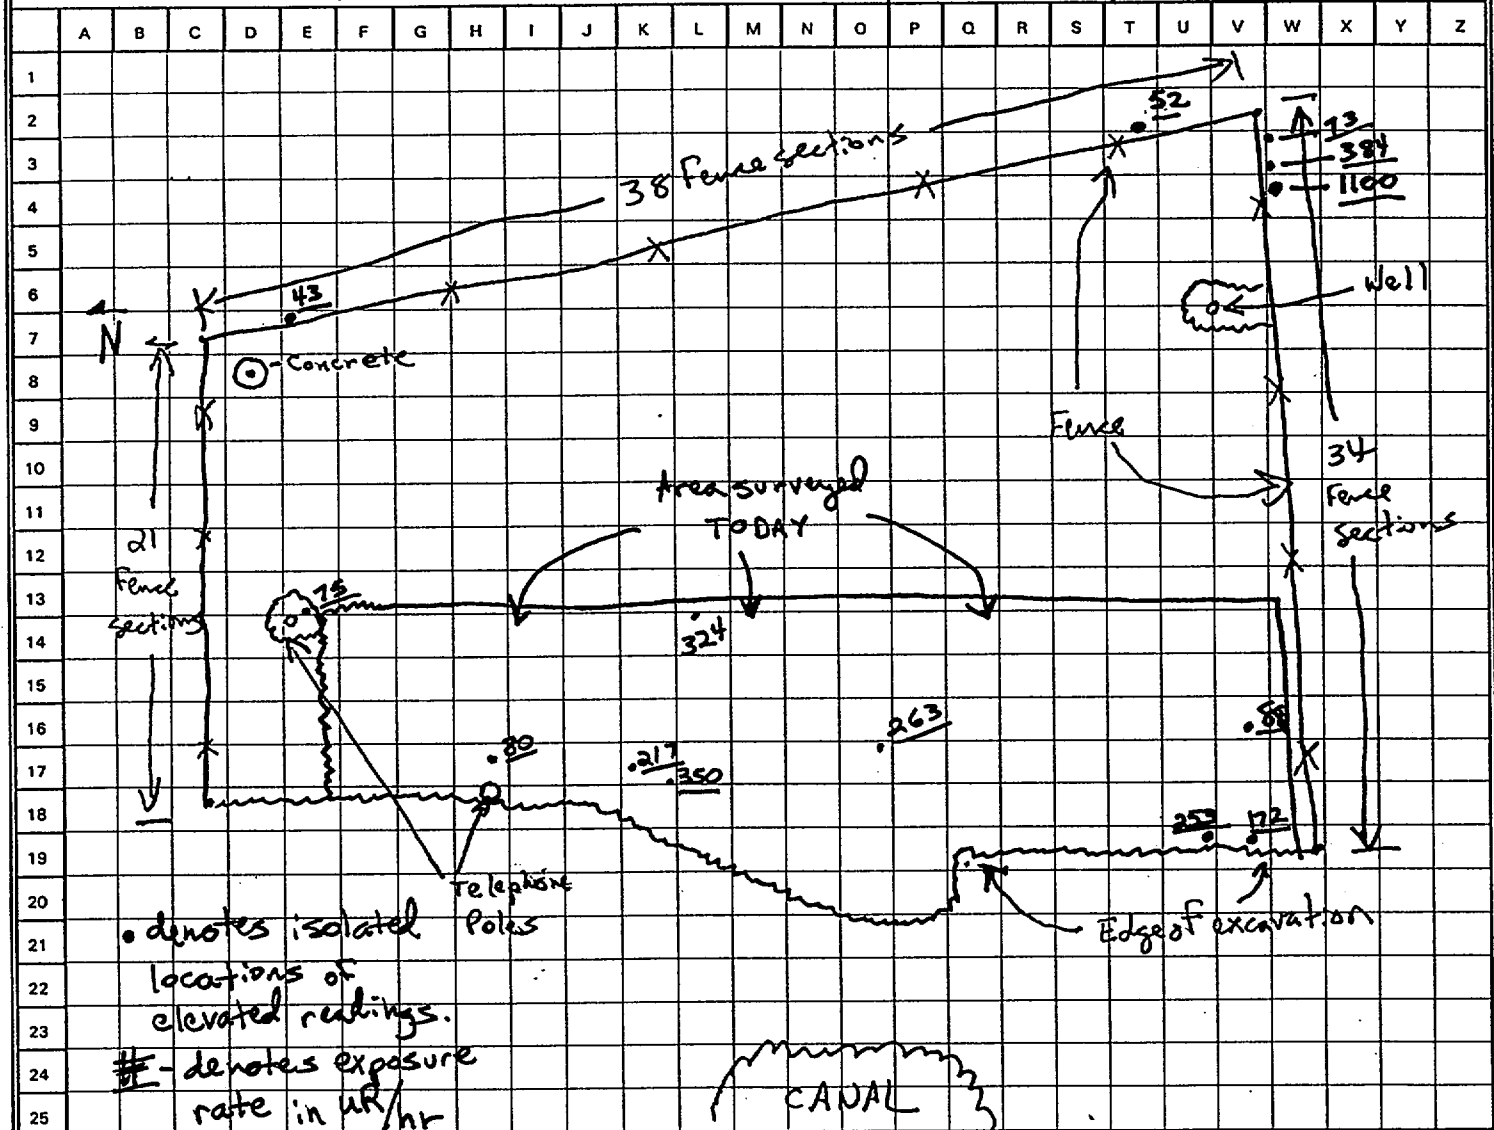 A B C D E F G H I J K L M N O P Q R S T U V W X Y Z
1
2
3
4
5
6
7
8
9
10
11
12
13
14
15
16
17
18
19
20
21
22
23
24
25
38 Fence sections
52
384
1100
43
N
Well
Concrete
Fence
34
Fence
sections
Area surveyed
TODAY
21
Fence
sections
75
324
263
80
217
350
253
172
Telephone
Poles
Edge of excavation
• denotes isolated
locations of
elevated readings.
# - denotes exposure
rate in uR/hr
CANAL